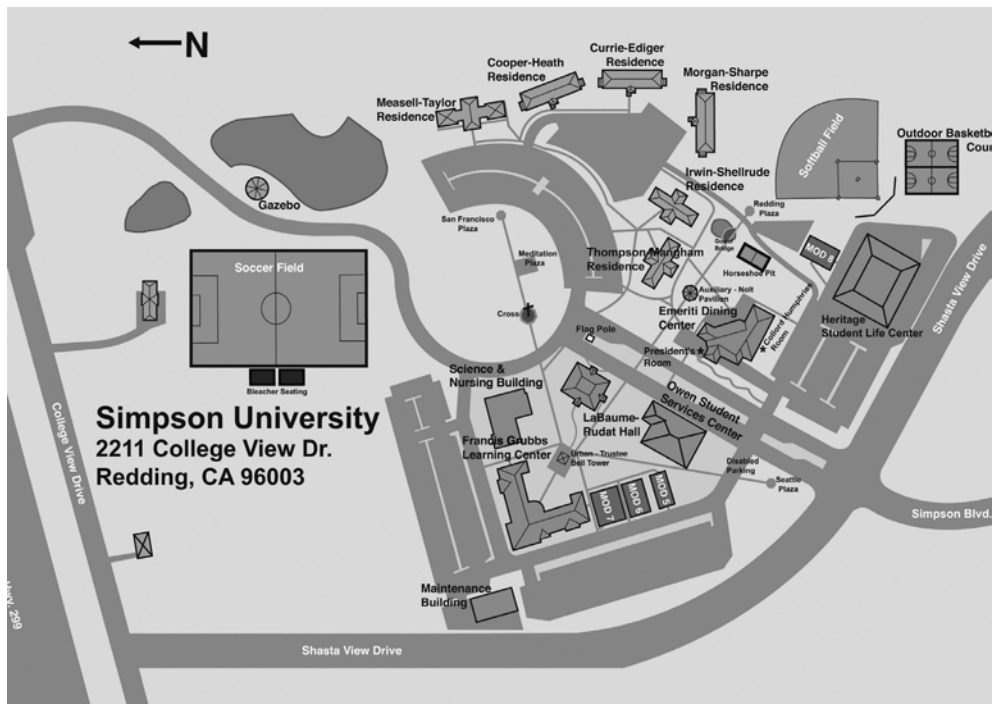 N
Currie-Ediger
Residence
Cooper-Heath
Residence
Morgan-Sharpe
Residence
Measell-Taylor
Residence
Softball Field
Outdoor Basketb
Cour
Irwin-Shellrude
Residence
Gazebo
San Francisco
Plaza
Redding
Plaza
Meditation
Plaza
Thompson/Mangham
Residence
Bridge
Horseshoe Pit
MOD 8
Soccer Field
Auxiliary - Nolt
Pavilion
Emeriti Dining
Center
Collord Humphries
Room
Cross
Flag Pole
President's
Room
Heritage
Student Life Center
Shasta View Drive
Science &
Nursing Building
Bleacher Seating
Owen Student
Services Center
LaBaume-
Rudat Hall
Simpson University
2211 College View Dr.
Redding, CA 96003
College View Drive
Francis Grubbs
Learning Center
Urban - Trustee
Bell Tower
Disabled
Parking
Seattle
Plaza
MOD 7
MOD 6
MOD 5
Simpson Blvd.
Maintenance
Building
Hwy. 299
Shasta View Drive